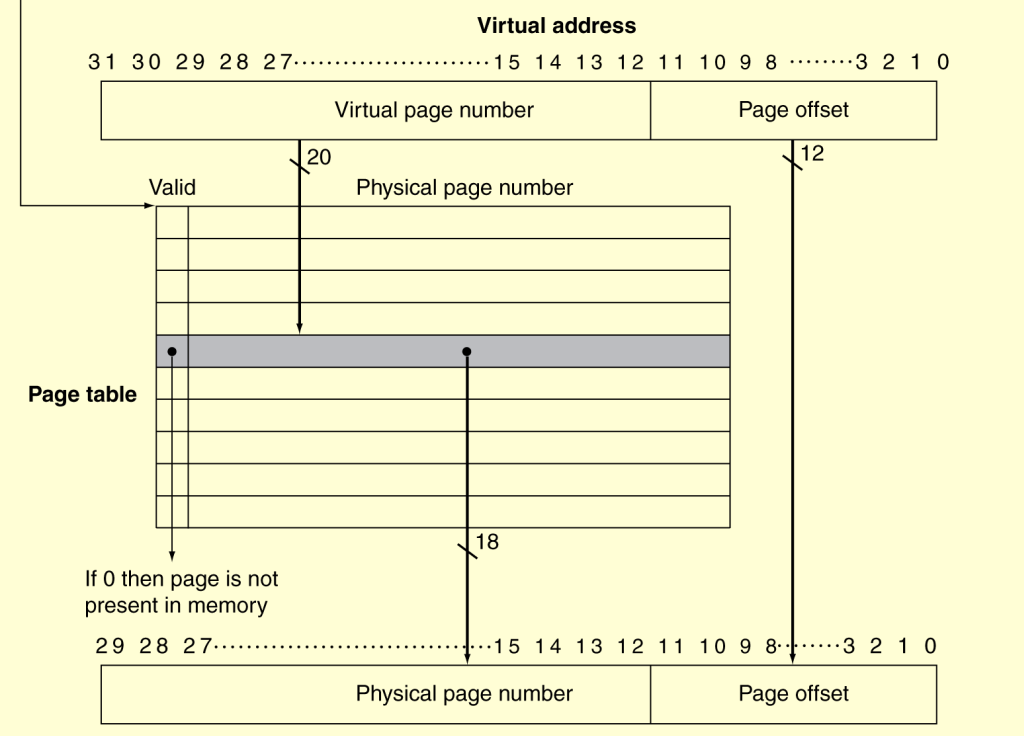 Virtual address
31 30 29 28 27························15 14 13 12 11 10 9 8 ········3 2 1 0
Virtual page number
Page offset
20
12
Valid
Physical page number
Page table
18
If 0 then page is not
present in memory
29 28 27··································15 14 13 12 11 10 9 8········3 2 1 0
Physical page number
Page offset